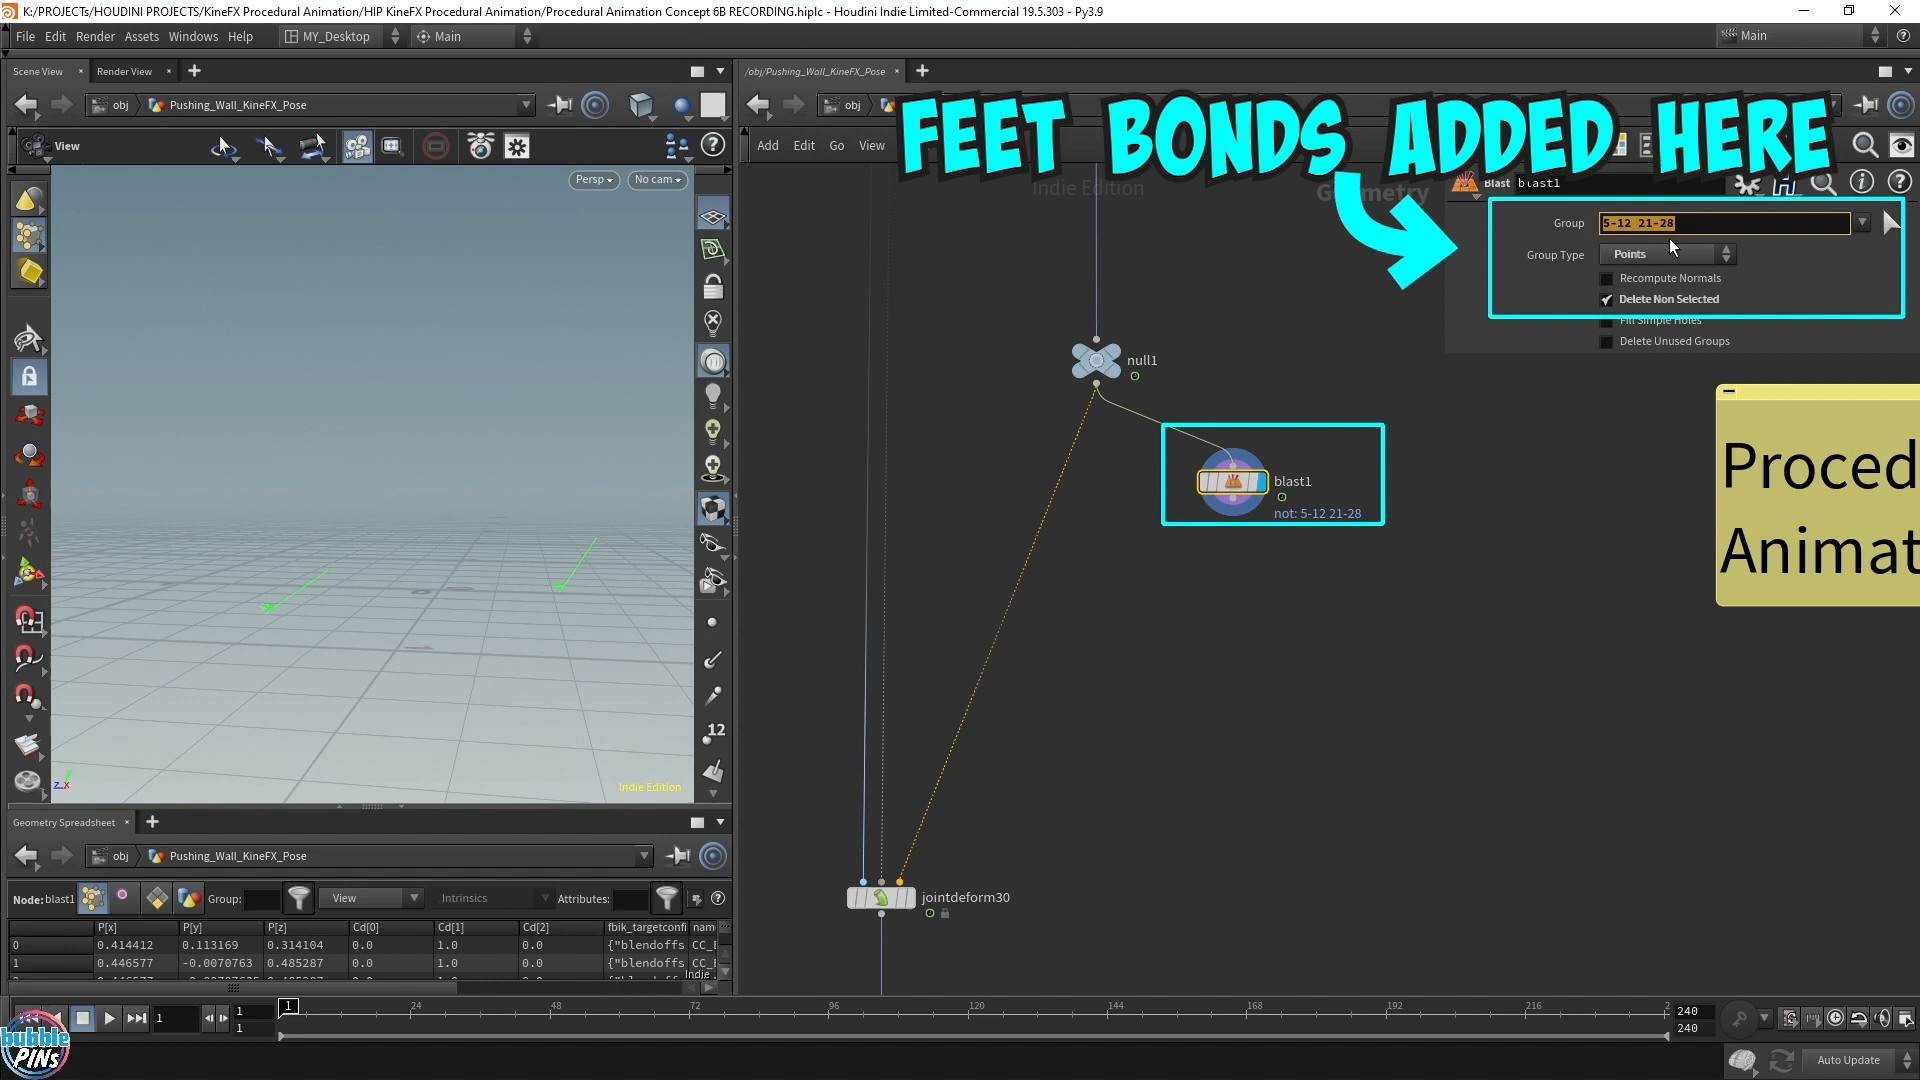 K:/PROJECTs/HOUDINI PROJECTS/KineFX Procedural Animation/HIP KineFX Procedural Animation/Procedural Animation Concept 6B RECORDING.hiplc - Houdini Indie Limited-Commercial 19.5.303 - Py3.9
File Edit Render Assets Windows Help MY_Desktop Main Main
Scene View Render View
/obj/Pushing_Wall_KineFX_Pose
obj Pushing_Wall_KineFX_Pose
obj
FEET BONDS ADDED HERE
View
Add Edit Go View
Persp No cam
Indie Edition
Blast blast1
Group 5-12 21-28
Group Type Points
Recompute Normals
Delete Non Selected
Fill Simple Holes
Delete Unused Groups
null1
blast1
not: 5-12 21-28
Proced
Animat
12
z x
Indie Edition
Geometry Spreadsheet
obj Pushing_Wall_KineFX_Pose
Node: blast1 Group: View Intrinsics Attributes:
P[x] P[y] P[z] Cd[0] Cd[1] Cd[2] fbik_targetconfi nam
0 0.414412 0.113169 0.314104 0.0 1.0 0.0 {"blendoffs CC_
1 0.446577 -0.0070763 0.485287 0.0 1.0 0.0 {"blendoffs CC_
Indie
jointdeform30
1 1 1 1
24 48 72 96 120 144 168 192 216 2
240
240
bubble
PINs
Auto Update